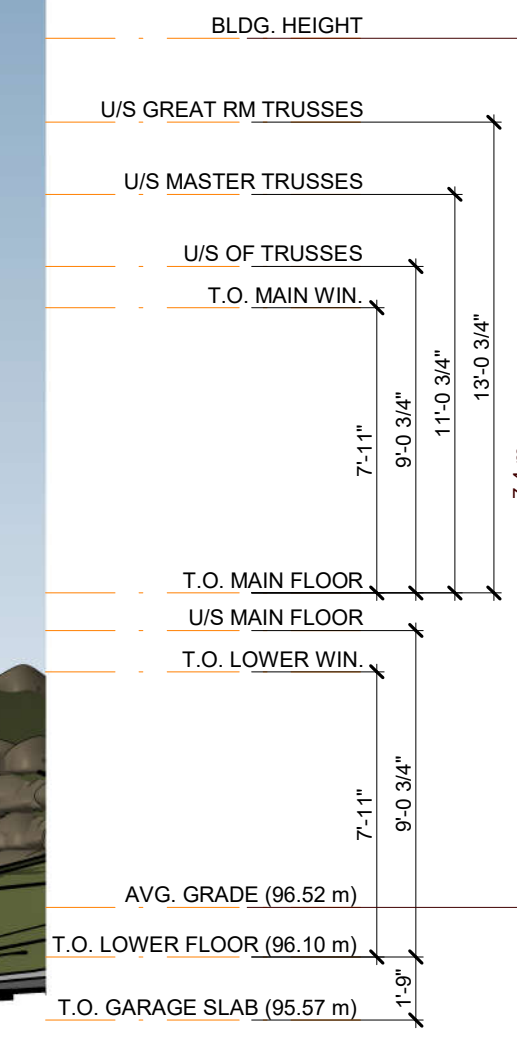 BLDG. HEIGHT
U/S GREAT RM TRUSSES
U/S MASTER TRUSSES
U/S OF TRUSSES
T.O. MAIN WIN.
7'-11"
9'-0 3/4"
11'-0 3/4"
13'-0 3/4"
T.O. MAIN FLOOR
U/S MAIN FLOOR
T.O. LOWER WIN.
7'-11"
9'-0 3/4"
AVG. GRADE (96.52 m)
T.O. LOWER FLOOR (96.10 m)
1'-9"
T.O. GARAGE SLAB (95.57 m)